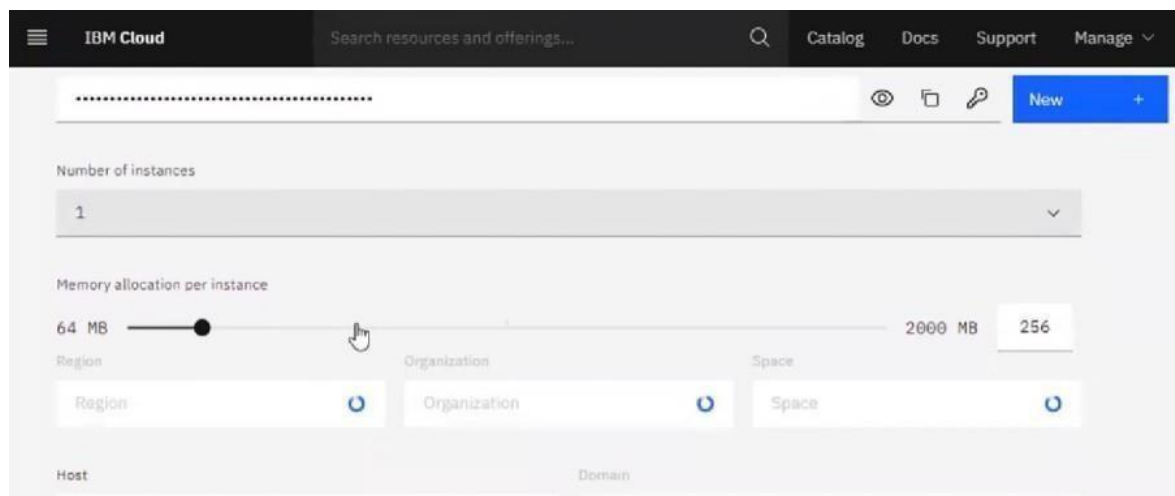 IBM Cloud Search resources and offerings... Catalog Docs Support Manage
•••••••••••••••••••••••••••••••••••••••••••• New +
Number of instances
1
Memory allocation per instance
64 MB 2000 MB 256
Region Organization Space
Region Organization Space
Host Domain